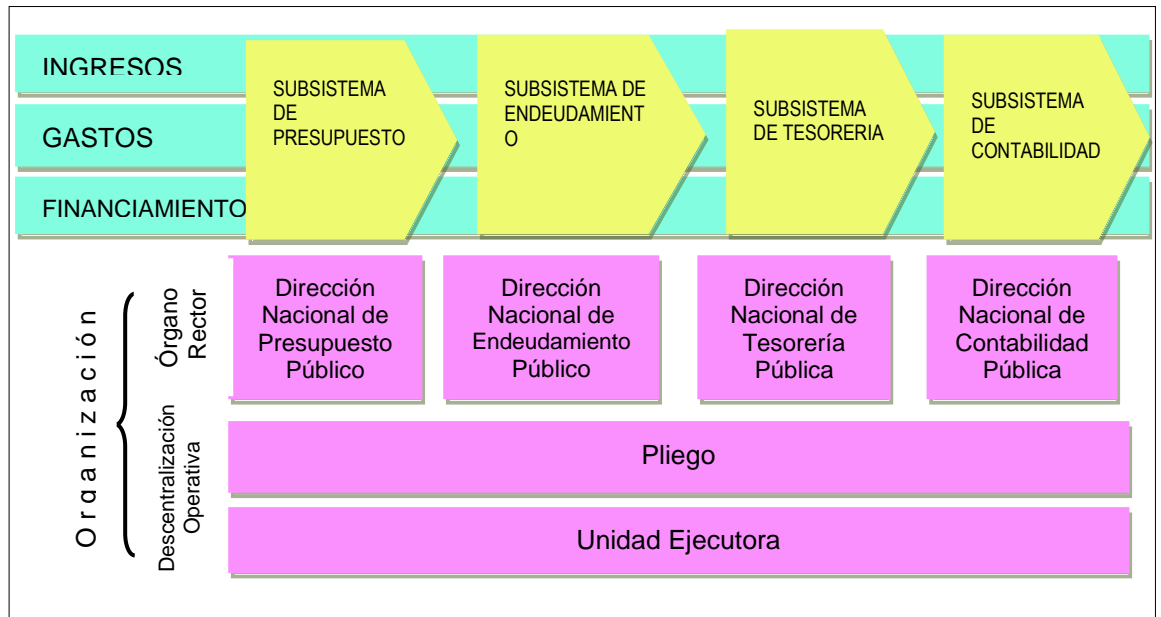 INGRESOS
GASTOS
FINANCIAMIENTO
SUBSISTEMA
DE
PRESUPUESTO
SUBSISTEMA DE
ENDEUDAMIENT
O
SUBSISTEMA
DE TESORERIA
SUBSISTEMA
DE
CONTABILIDAD
Organización
Órgano
Rector
Dirección
Nacional de
Presupuesto
Público
Dirección
Nacional de
Endeudamiento
Público
Dirección
Nacional de
Tesorería
Pública
Dirección
Nacional de
Contabilidad
Pública
Descentralización
Operativa
Pliego
Unidad Ejecutora